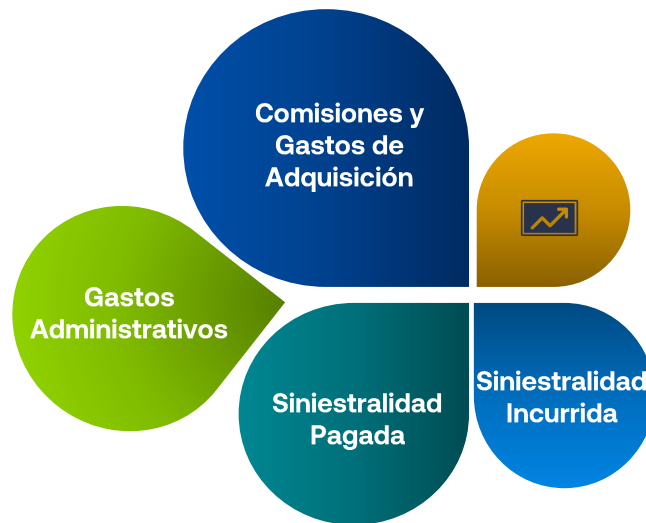 Comisiones y
Gastos de
Adquisición
Gastos
Administrativos
Siniestralidad
Pagada
Siniestralidad
Incurrida